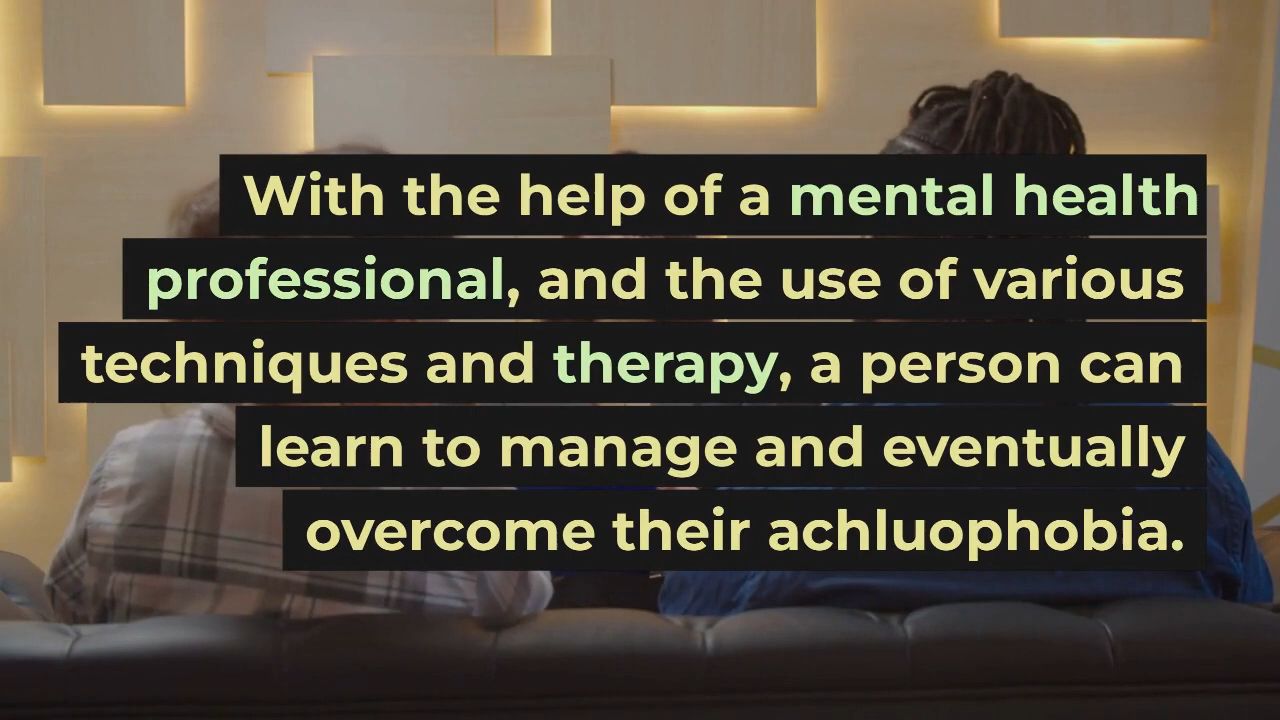 With the help of a mental health
professional, and the use of various
techniques and therapy, a person can
learn to manage and eventually
overcome their achluophobia.